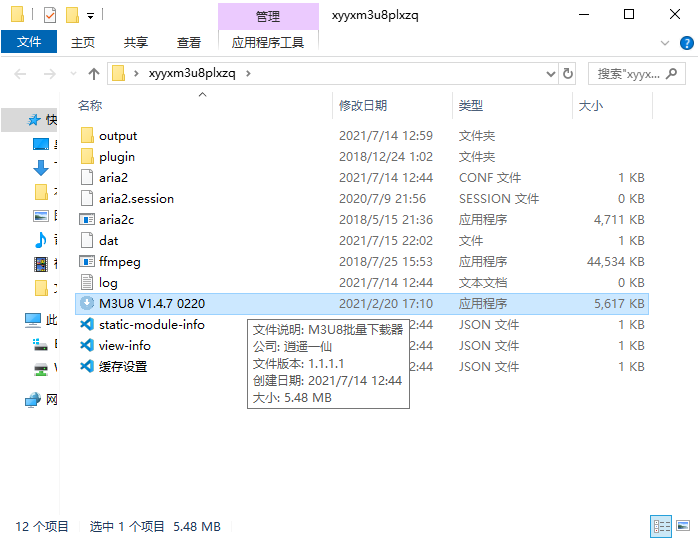 管理
xyyxm3u8plxzq
文件
主页
共享
查看
应用程序工具
xyyxm3u8plxzq
搜索"xyyx...
名称
修改日期
类型
大小
快
output 2021/7/14 12:59 文件夹
plugin 2018/12/24 1:02 文件夹
aria2 2021/7/14 12:44 CONF 文件 1 KB
aria2.session 2020/7/9 21:56 SESSION 文件 0 KB
aria2c 2018/5/15 21:36 应用程序 4,711 KB
dat 2021/7/15 22:02 文件 1 KB
ffmpeg 2018/7/25 15:53 应用程序 44,534 KB
log 2021/7/14 12:44 文本文档 0 KB
M3U8 V1.4.7 0220 2021/2/20 17:10 应用程序 5,617 KB
static-module-info 2:44 JSON 文件 1 KB
view-info 2:44 JSON 文件 1 KB
缓存设置 2:44 JSON 文件 1 KB
文件说明: M3U8批量下载器
公司: 逍遥一仙
文件版本: 1.1.1.1
创建日期: 2021/7/14 12:44
大小: 5.48 MB
此
网
12 个项目
选中 1 个项目 5.48 MB